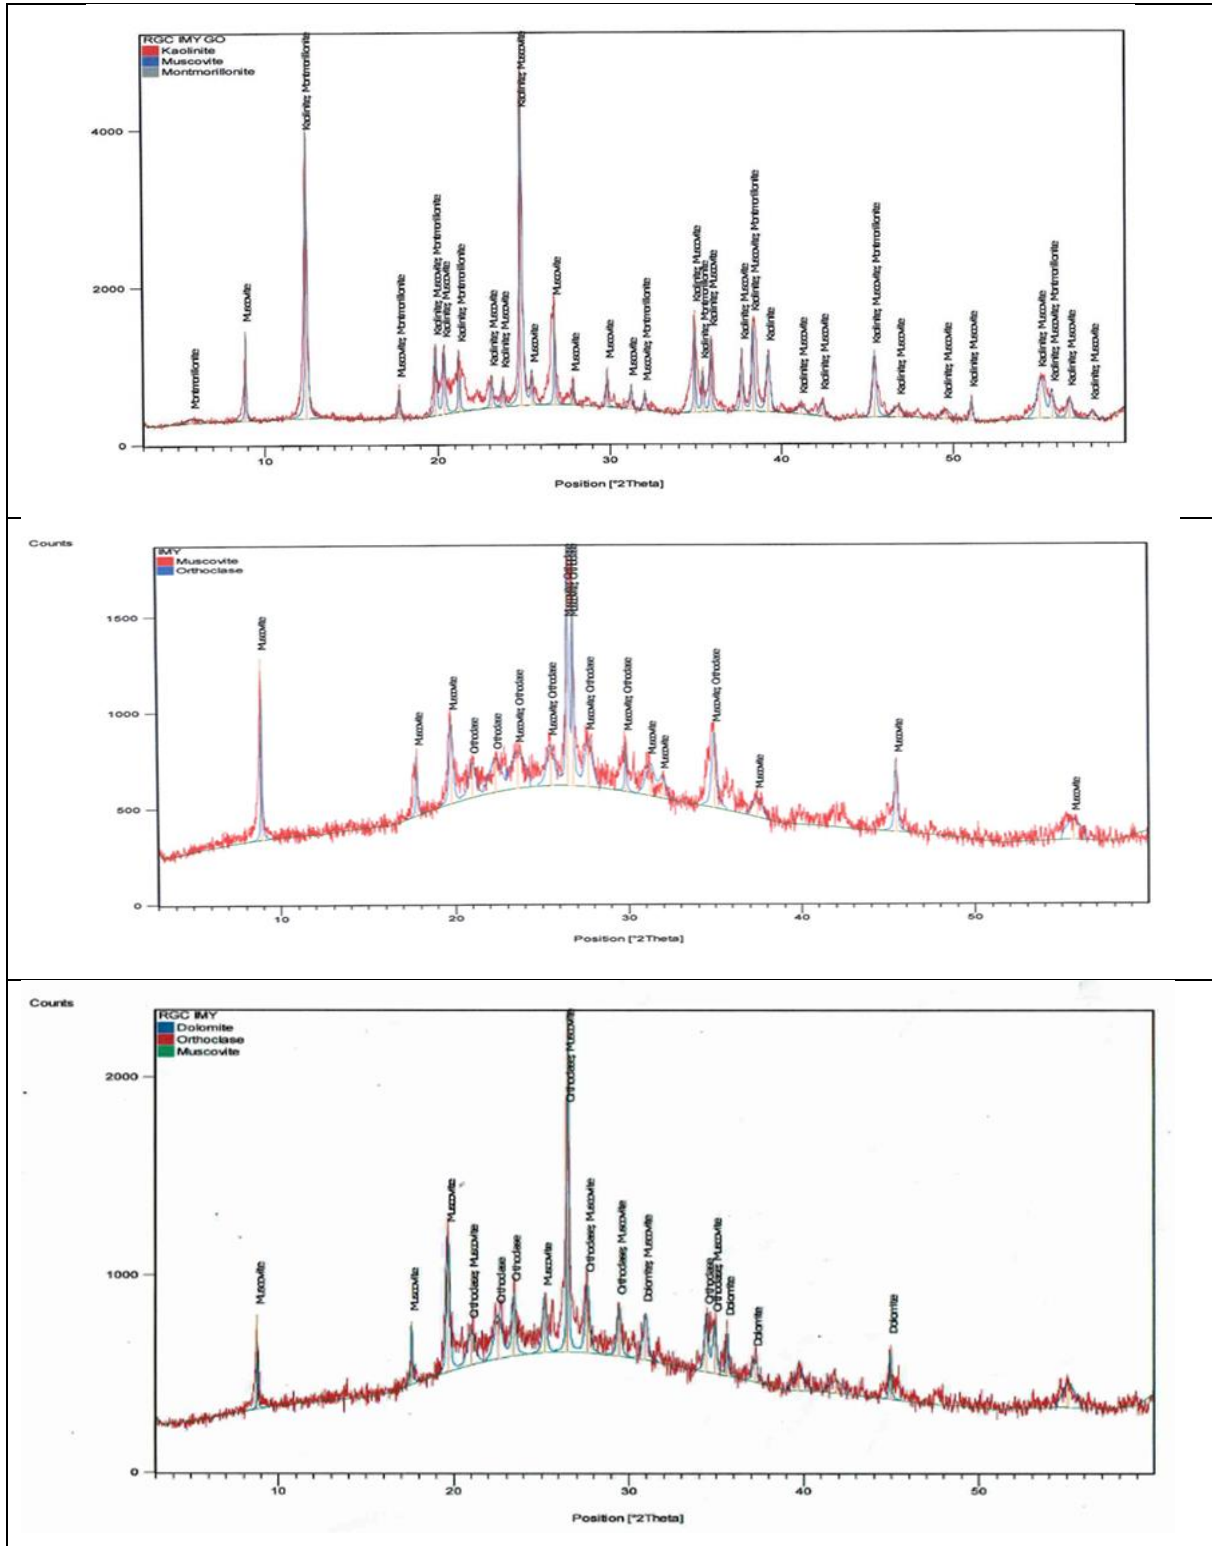 RGC IMY GO
Kaolinite
Muscovite
Montmorillonite
4000
2000
0
Montmorillonite
Muscovite
Kaolinite; Montmorillonite
Muscovite; Montmorillonite
Kaolinite; Muscovite; Montmorillonite
Kaolinite; Muscovite
Kaolinite; Montmorillonite
Kaolinite; Muscovite
Kaolinite; Muscovite
Kaolinite; Muscovite
Muscovite
Muscovite
Muscovite
Muscovite
Muscovite
Muscovite; Montmorillonite
Kaolinite; Muscovite
Kaolinite; Montmorillonite
Kaolinite; Muscovite
Kaolinite; Muscovite
Kaolinite; Muscovite; Montmorillonite
Kaolinite
Kaolinite; Muscovite
Kaolinite; Muscovite
Kaolinite; Muscovite; Montmorillonite
Kaolinite; Muscovite
Kaolinite; Muscovite
Kaolinite; Muscovite
Kaolinite; Muscovite
Kaolinite; Muscovite; Montmorillonite
Kaolinite; Muscovite
Kaolinite; Muscovite
10
20
30
40
50
Position [°2Theta]
Counts
IMY
Muscovite
Orthoclase
1500
1000
500
0
Muscovite
Muscovite
Muscovite
Orthoclase
Orthoclase
Muscovite; Orthoclase
Muscovite; Orthoclase
Muscovite; Orthoclase
Muscovite; Orthoclase
Muscovite; Orthoclase
Muscovite; Orthoclase
Muscovite
Muscovite
Muscovite; Orthoclase
Muscovite
Muscovite
Muscovite
10
20
30
40
50
Position [°2Theta]
Counts
RGC IMY
Dolomite
Orthoclase
Muscovite
2000
1000
0
Muscovite
Muscovite
Muscovite
Orthoclase; Muscovite
Orthoclase
Orthoclase
Muscovite
Orthoclase; Muscovite
Orthoclase; Muscovite
Orthoclase; Muscovite
Dolomite; Muscovite
Orthoclase
Orthoclase; Muscovite
Dolomite
Dolomite
Dolomite
10
20
30
40
50
Position [°2Theta]